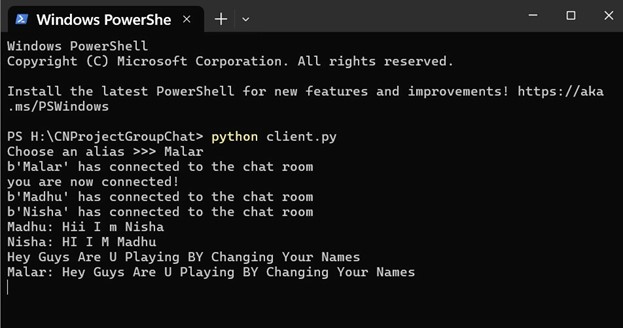 Windows PowerShe
Windows PowerShell
Copyright (C) Microsoft Corporation. All rights reserved.
Install the latest PowerShell for new features and improvements! https://aka
.ms/PSWindows
PS H:\CNProjectGroupChat> python client.py
Choose an alias >>> Malar
b'Malar' has connected to the chat room
you are now connected!
b'Madhu' has connected to the chat room
b'Nisha' has connected to the chat room
Madhu: Hii I m Nisha
Nisha: HI I M Madhu
Hey Guys Are U Playing BY Changing Your Names
Malar: Hey Guys Are U Playing BY Changing Your Names